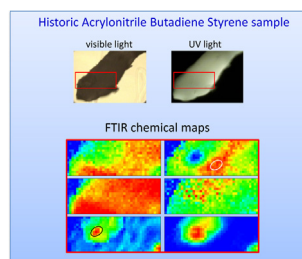 Historic Acrylonitrile Butadiene Styrene sample
visible light
UV light
FTIR chemical maps